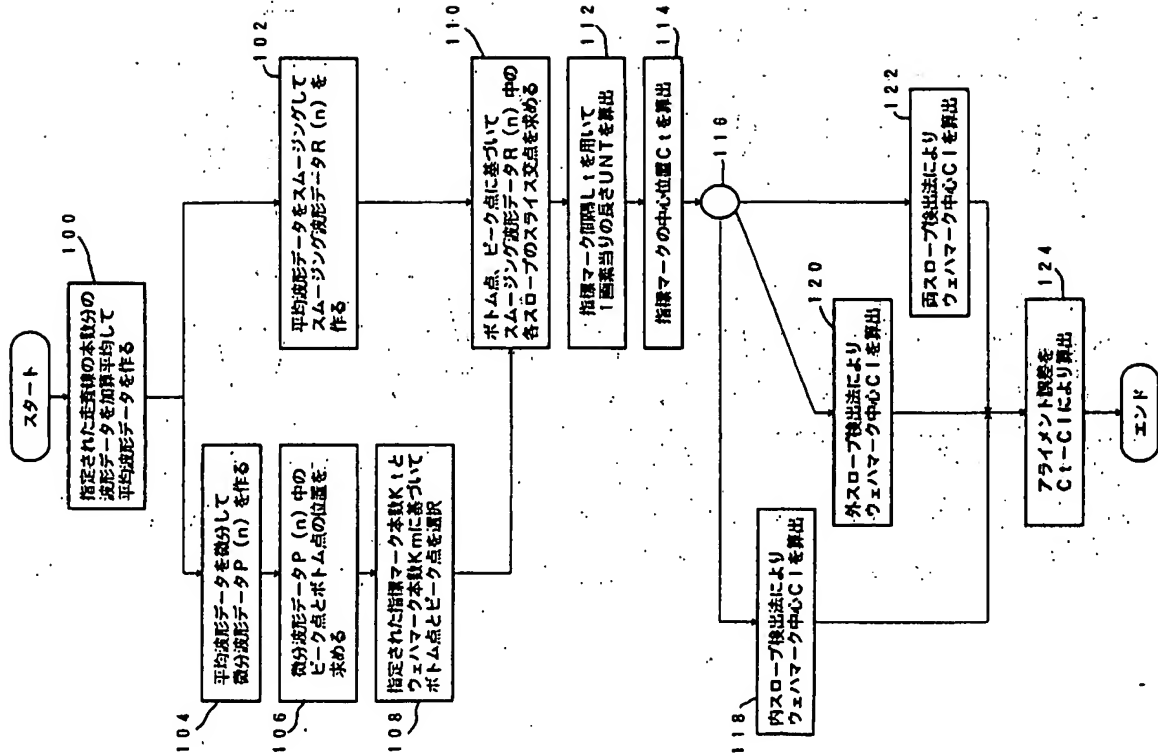 スタート
100
指定された走査線の本数分の
波形データを加算平均して
平均波形データを作る
102
平均波形データをスムージングして
スムージング波形データR(n)を
作る
104
平均波形データを微分して
微分波形データP(n)を作る
106
微分波形データP(n)中の
ピーク点とボトム点の位置を
求める
108
指定された指標マーク本数Ktと
ウェハマーク本数Kmに基づいて
ボトム点とピーク点を選択
110
ボトム点、ピーク点に基づいて
スムージング波形データR(n)中の
各スロープのスライス交点を求める
112
指標マーク間隔Ltを用いて
1画素当りの長さUNTを算出
114
指標マークの中心位置Ctを算出
116
118
内スロープ検出法により
ウェハマーク中心Clを算出
120
外スロープ検出法により
ウェハマーク中心Clを算出
122
両スロープ検出法により
ウェハマーク中心Clを算出
124
アライメント誤差を
Ct-Clにより算出
エンド